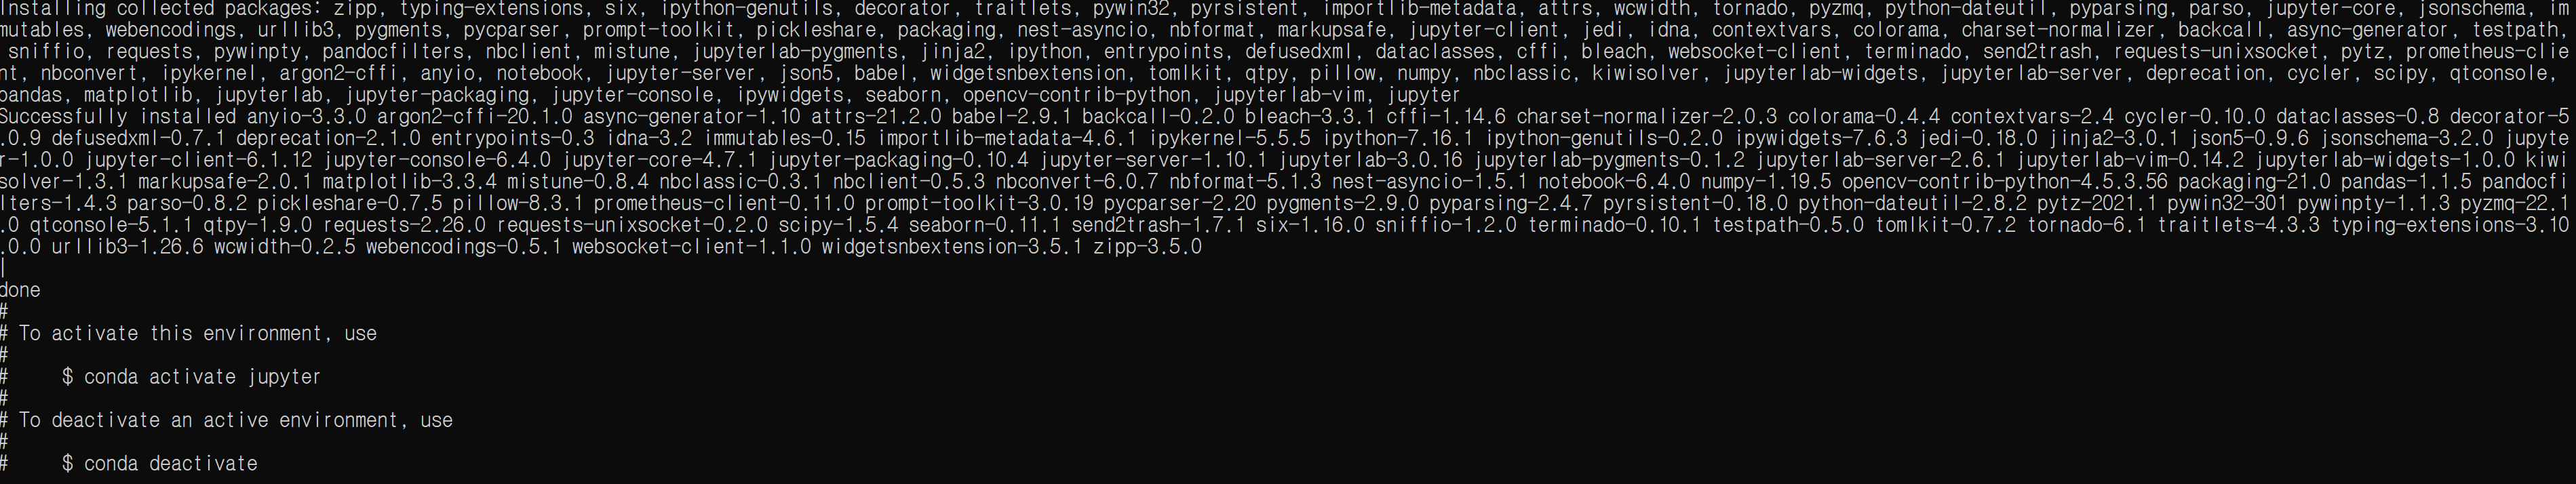 Installing collected packages: zipp, typing-extensions, six, ipython-genutils, decorator, traitlets, pywin32, pyrsistent, importlib-metadata, attrs, wcwidth, tornado, pyzmq, python-dateutil, pyparsing, parso, jupyter-core, jsonschema, im
mutables, webencodings, urllib3, pygments, pycparser, prompt-toolkit, pickleshare, packaging, nest-asyncio, nbformat, markupsafe, jupyter-client, jedi, idna, contextvars, colorama, charset-normalizer, backcall, async-generator, testpath,
sniffio, requests, pywinpty, pandocfilters, nbclient, mistune, jupyterlab-pygments, jinja2, ipython, entrypoints, defusedxml, dataclasses, cffi, bleach, websocket-client, terminado, send2trash, requests-unixsocket, pytz, prometheus-clie
nt, nbconvert, ipykernel, argon2-cffi, anyio, notebook, jupyter-server, json5, babel, widgetsnbextension, tomlkit, qtpy, pillow, numpy, nbclassic, kiwisolver, jupyterlab-widgets, jupyterlab-server, deprecation, cycler, scipy, qtconsole,
pandas, matplotlib, jupyterlab, jupyter-packaging, jupyter-console, ipywidgets, seaborn, opencv-contrib-python, jupyterlab-vim, jupyter
Successfully installed anyio-3.3.0 argon2-cffi-20.1.0 async-generator-1.10 attrs-21.2.0 babel-2.9.1 backcall-0.2.0 bleach-3.3.1 cffi-1.14.6 charset-normalizer-2.0.3 colorama-0.4.4 contextvars-2.4 cycler-0.10.0 dataclasses-0.8 decorator-5
.0.9 defusedxml-0.7.1 deprecation-2.1.0 entrypoints-0.3 idna-3.2 immutables-0.15 importlib-metadata-4.6.1 ipykernel-5.5.5 ipython-7.16.1 ipython-genutils-0.2.0 ipywidgets-7.6.3 jedi-0.18.0 jinja2-3.0.1 json5-0.9.6 jsonschema-3.2.0 jupyte
r-1.0.0 jupyter-client-6.1.12 jupyter-console-6.4.0 jupyter-core-4.7.1 jupyter-packaging-0.10.4 jupyter-server-1.10.1 jupyterlab-3.0.16 jupyterlab-pygments-0.1.2 jupyterlab-server-2.6.1 jupyterlab-vim-0.14.2 jupyterlab-widgets-1.0.0 kiwi
solver-1.3.1 markupsafe-2.0.1 matplotlib-3.3.4 mistune-0.8.4 nbclassic-0.3.1 nbclient-0.5.3 nbconvert-6.0.7 nbformat-5.1.3 nest-asyncio-1.5.1 notebook-6.4.0 numpy-1.19.5 opencv-contrib-python-4.5.3.56 packaging-21.0 pandas-1.1.5 pandocfi
lters-1.4.3 parso-0.8.2 pickleshare-0.7.5 pillow-8.3.1 prometheus-client-0.11.0 prompt-toolkit-3.0.19 pycparser-2.20 pygments-2.9.0 pyparsing-2.4.7 pyrsistent-0.18.0 python-dateutil-2.8.2 pytz-2021.1 pywin32-301 pywinpty-1.1.3 pyzmq-22.1
.0 qtconsole-5.1.1 qtpy-1.9.0 requests-2.26.0 requests-unixsocket-0.2.0 scipy-1.5.4 seaborn-0.11.1 send2trash-1.7.1 six-1.16.0 sniffio-1.2.0 terminado-0.10.1 testpath-0.5.0 tomlkit-0.7.2 tornado-6.1 traitlets-4.3.3 typing-extensions-3.10
.0.0 urllib3-1.26.6 wcwidth-0.2.5 webencodings-0.5.1 websocket-client-1.1.0 widgetsnbextension-3.5.1 zipp-3.5.0
|
done
#
# To activate this environment, use
#
#     $ conda activate jupyter
#
# To deactivate an active environment, use
#
#     $ conda deactivate